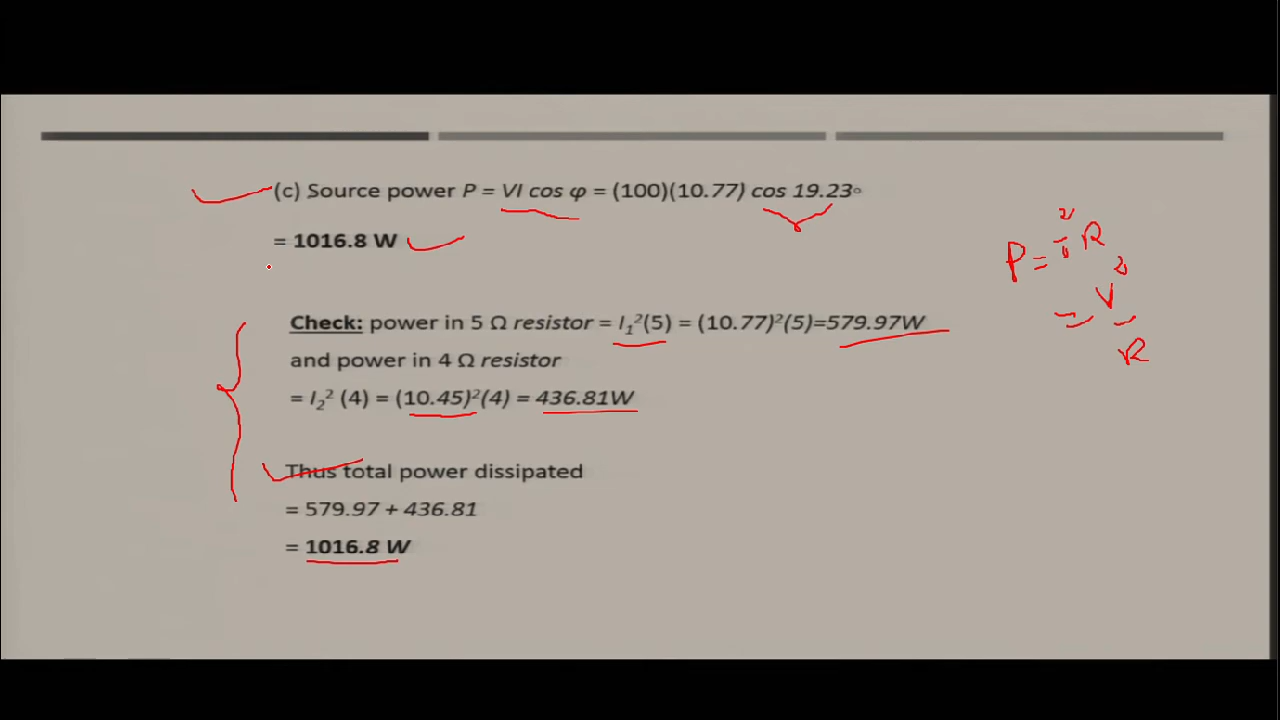 (c) Source power P = VI cos φ = (100)(10.77) cos 19.23°
= 1016.8 W
P = I² R
= V²
R
Check: power in 5 Ω resistor = I₁²(5) = (10.77)²(5)=579.97W
and power in 4 Ω resistor
= I₂² (4) = (10.45)²(4) = 436.81W
Thus total power dissipated
= 579.97 + 436.81
= 1016.8 W